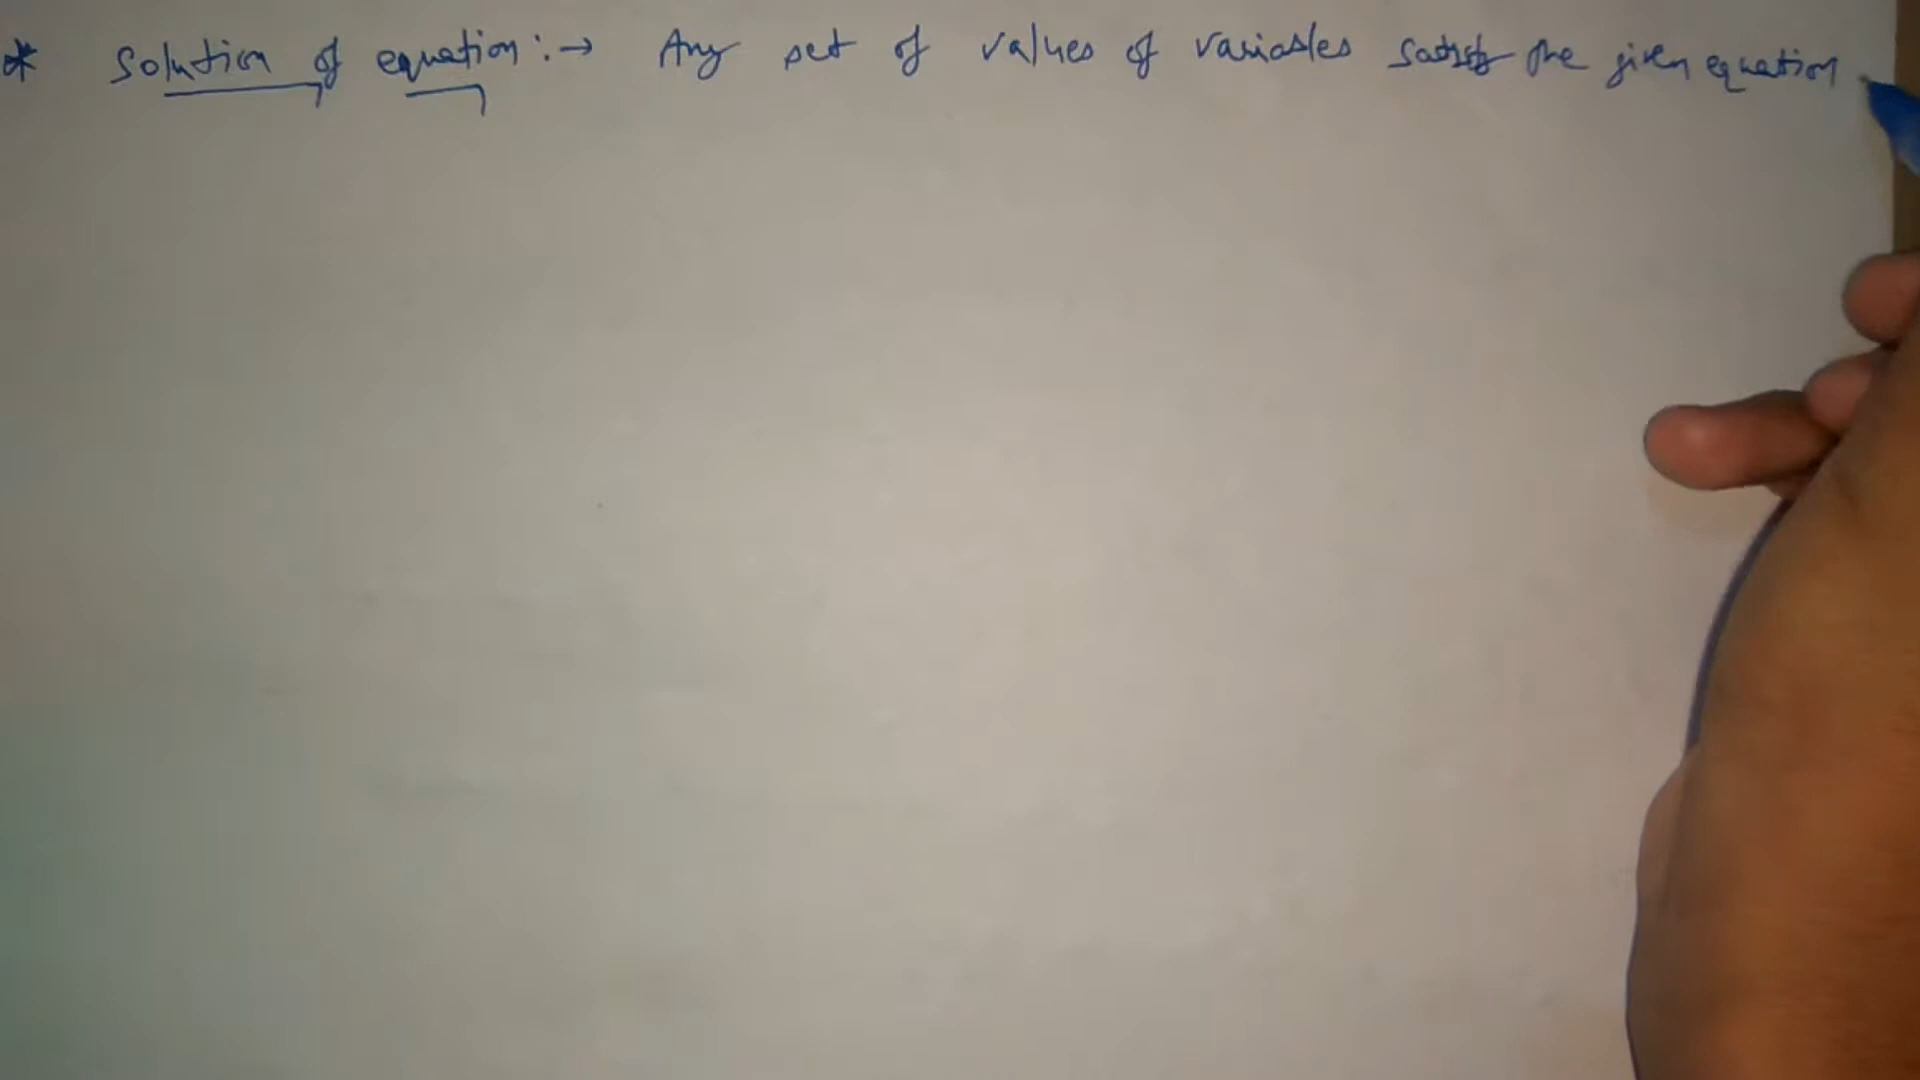 * Solution of equation :→ Any set of values of variables satisfy the given equation